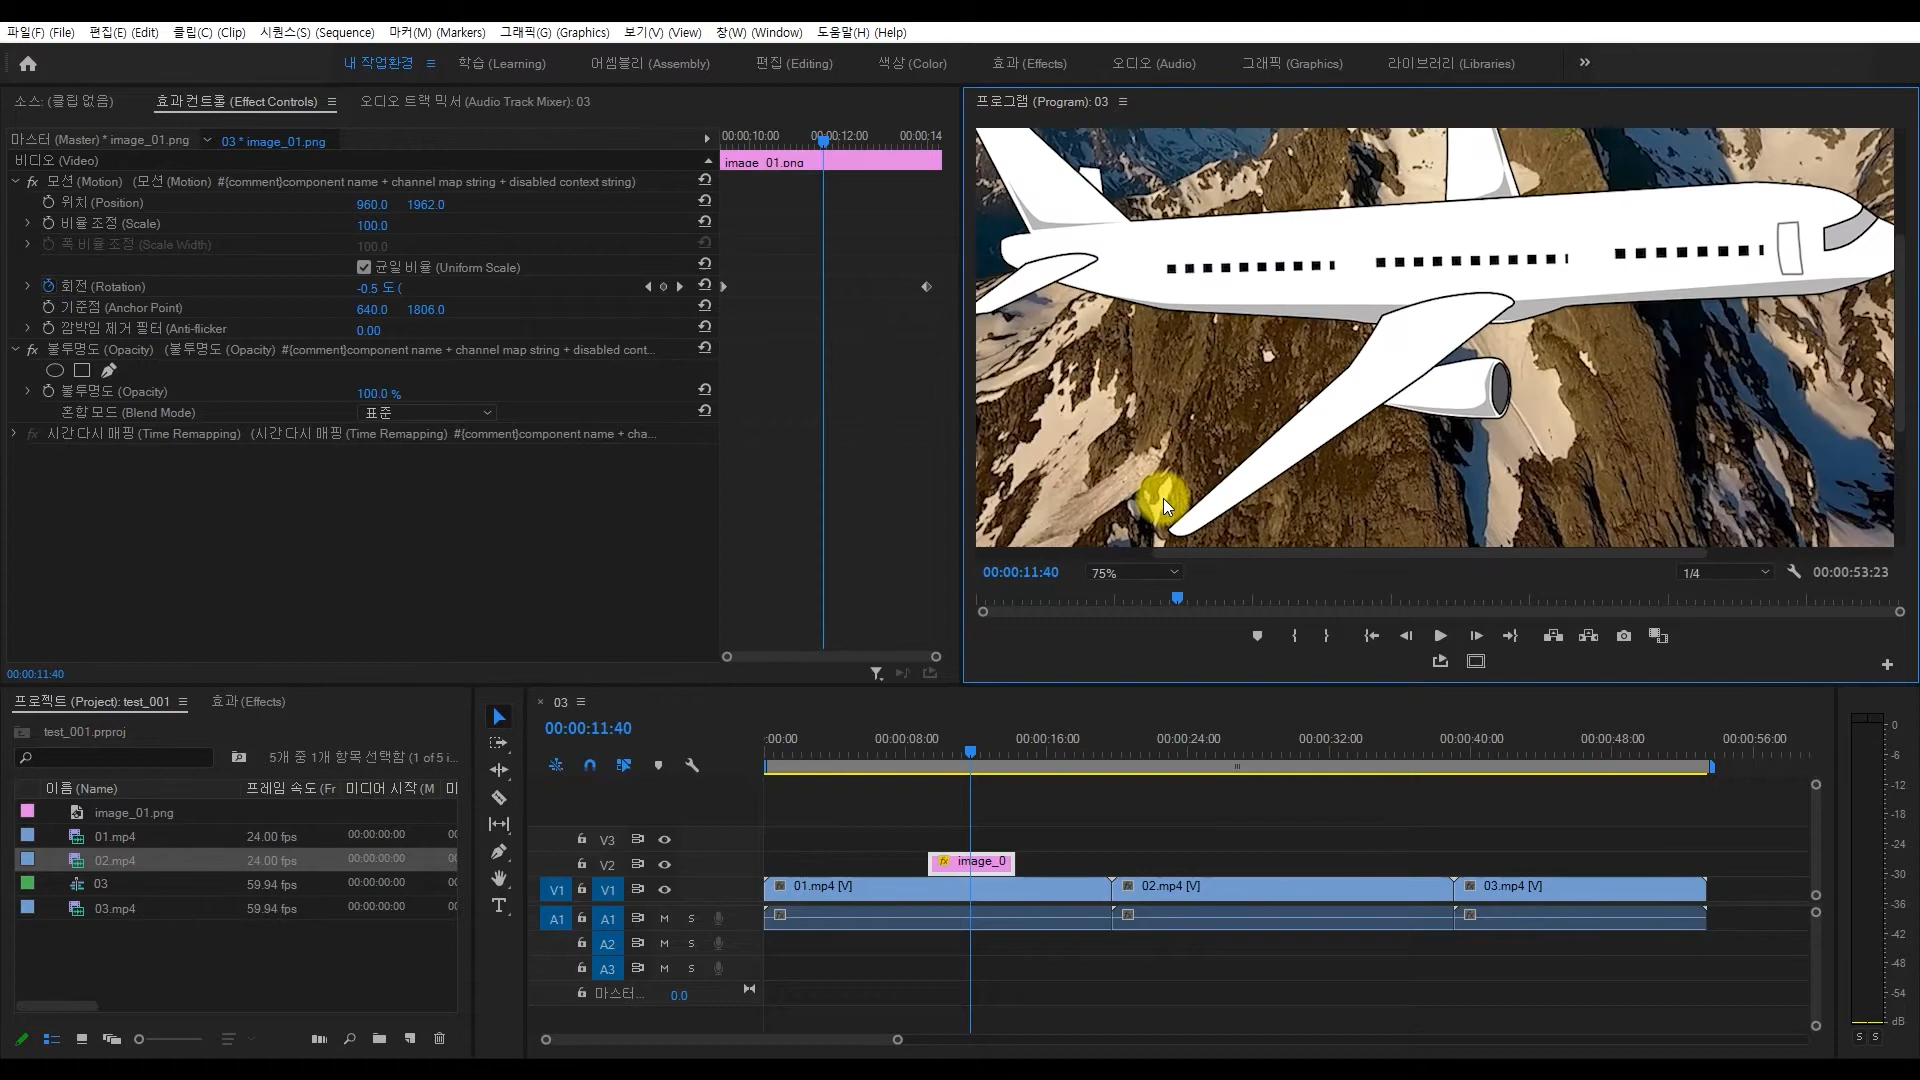 파일(F) (File) 편집(E) (Edit) 클립(C) (Clip) 시퀀스(S) (Sequence) 마커(M) (Markers) 그래픽(G) (Graphics) 보기(V) (View) 창(W) (Window) 도움말(H) (Help)
내 작업환경 학습 (Learning) 어셈블리 (Assembly) 편집 (Editing) 색상 (Color) 효과 (Effects) 오디오 (Audio) 그래픽 (Graphics) 라이브러리 (Libraries)
소스: (클립 없음) 효과 컨트롤 (Effect Controls) 오디오 트랙 믹서 (Audio Track Mixer): 03
프로그램 (Program): 03
마스터 (Master) * image_01.png 03 * image_01.png
00:00:10:00 00:00:12:00 00:00:14
비디오 (Video)
image_01.png
모션 (Motion) (모션 (Motion) #{comment}component name + channel map string + disabled context string)
위치 (Position) 960.0 1962.0
비율 조정 (Scale) 100.0
폭 비율 조정 (Scale Width) 100.0
균일 비율 (Uniform Scale)
회전 (Rotation) -0.5 도 (
기준점 (Anchor Point) 640.0 1806.0
깜박임 제거 필터 (Anti-flicker 0.00
불투명도 (Opacity) (불투명도 (Opacity) #{comment}component name + channel map string + disabled cont...
불투명도 (Opacity) 100.0 %
혼합 모드 (Blend Mode) 표준
시간 다시 매핑 (Time Remapping) (시간 다시 매핑 (Time Remapping) #{comment}component name + cha...
00:00:11:40 75% 1/4 00:00:53:23
00:00:11:40
프로젝트 (Project): test_001 효과 (Effects)
test_001.prproj
5개 중 1개 항목 선택함 (1 of 5 i...
이름 (Name) 프레임 속도 (Fr 미디어 시작 (M 미
image_01.png
01.mp4 24.00 fps 00:00:00:00 00
02.mp4 24.00 fps 00:00:00:00 00
03 59.94 fps 00:00:00:00 00
03.mp4 59.94 fps 00:00:00:00 00
× 03
00:00:11:40
:00:00 00:00:08:00 00:00:16:00 00:00:24:00 00:00:32:00 00:00:40:00 00:00:48:00 00:00:56:00
V3
V2 fx image_0
V1 V1 01.mp4 [V] 02.mp4 [V] 03.mp4 [V]
A1 A1 M S
A2 M S
A3 M S
마스터... 0.0
0
-6
-12
-18
-24
-30
-36
-42
-48
-54
dB
S S